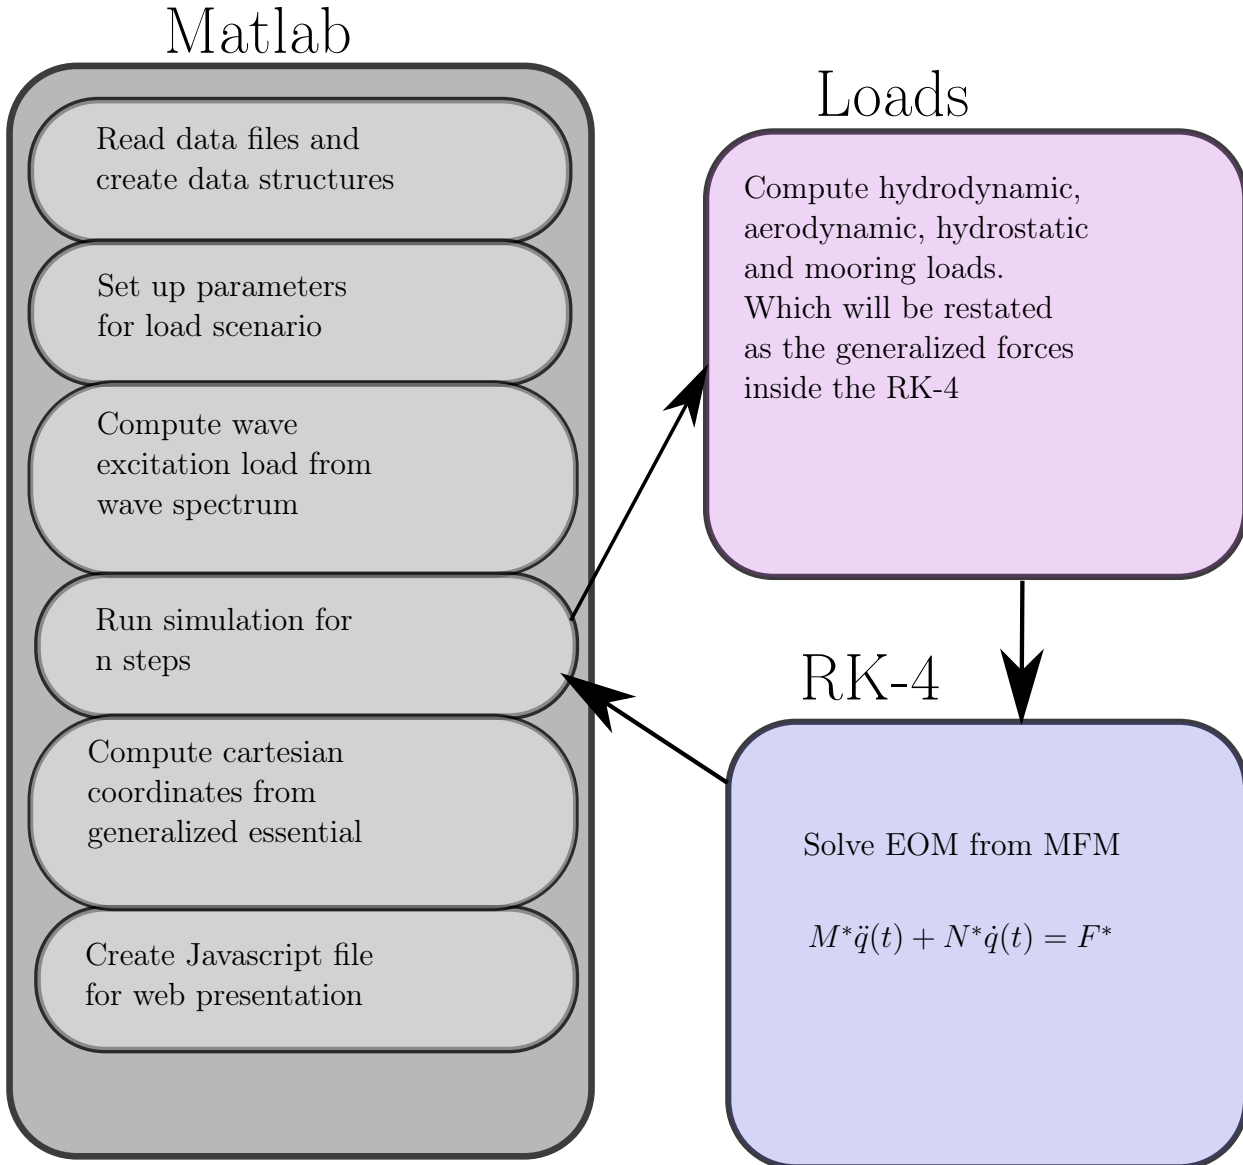 Matlab
Read data files and
create data structures
Set up parameters
for load scenario
Compute wave
excitation load from
wave spectrum
Run simulation for
n steps
Compute cartesian
coordinates from
generalized essential
Create Javascript file
for web presentation
Loads
Compute hydrodynamic,
aerodynamic, hydrostatic
and mooring loads.
Which will be restated
as the generalized forces
inside the RK-4
RK-4
Solve EOM from MFM
M*q̈(t) + N*q̇(t) = F*